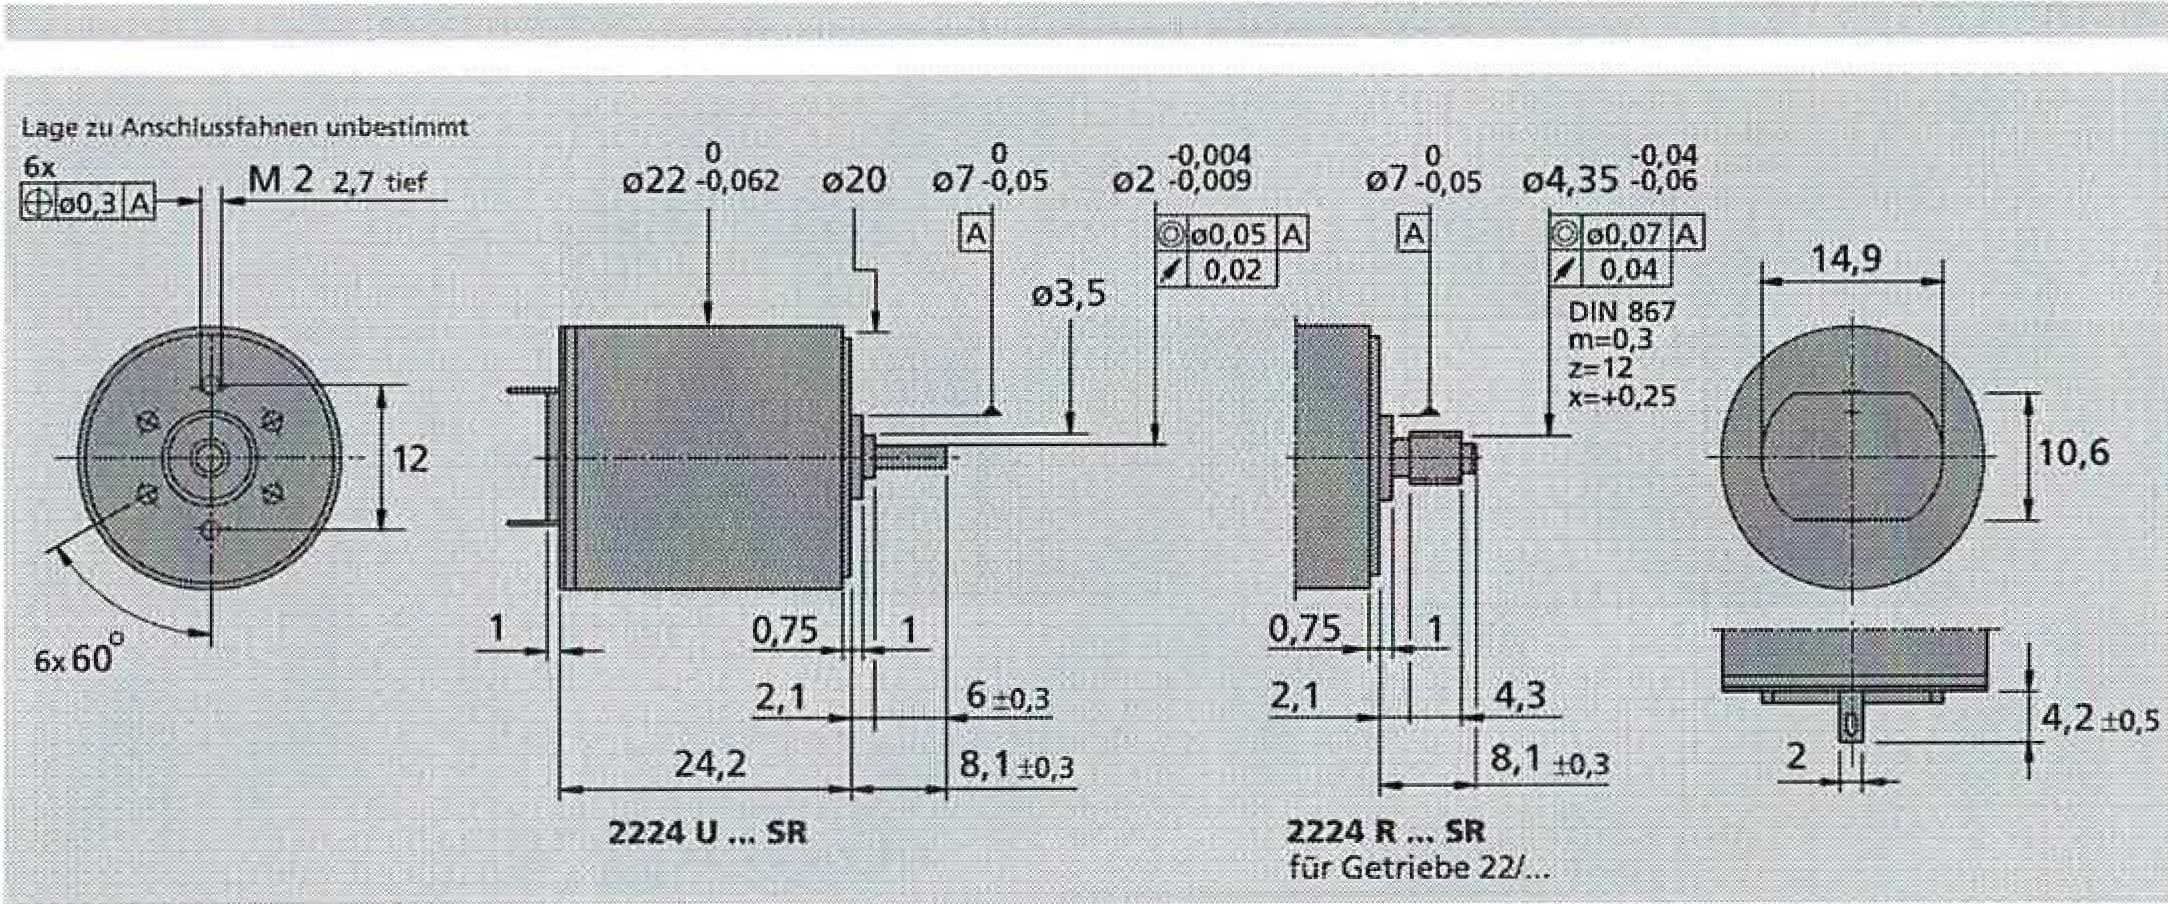 Lage zu Anschlussfahnen unbestimmt
6x
⌖ ø0,3 A
M 2 2,7 tief
ø22 0 -0,062
ø20
ø7 0 -0,05
A
ø2 -0,004 -0,009
◎ ø0,05 A
↗ 0,02
ø3,5
ø7 0 -0,05
A
ø4,35 -0,04 -0,06
◎ ø0,07 A
↗ 0,04
DIN 867
m=0,3
z=12
x=+0,25
14,9
12
10,6
6x60°
1
0,75
1
2,1
6 ±0,3
24,2
8,1 ±0,3
0,75
1
2,1
4,3
8,1 ±0,3
4,2 ±0,5
2
2224 U ... SR
2224 R ... SR
für Getriebe 22/...